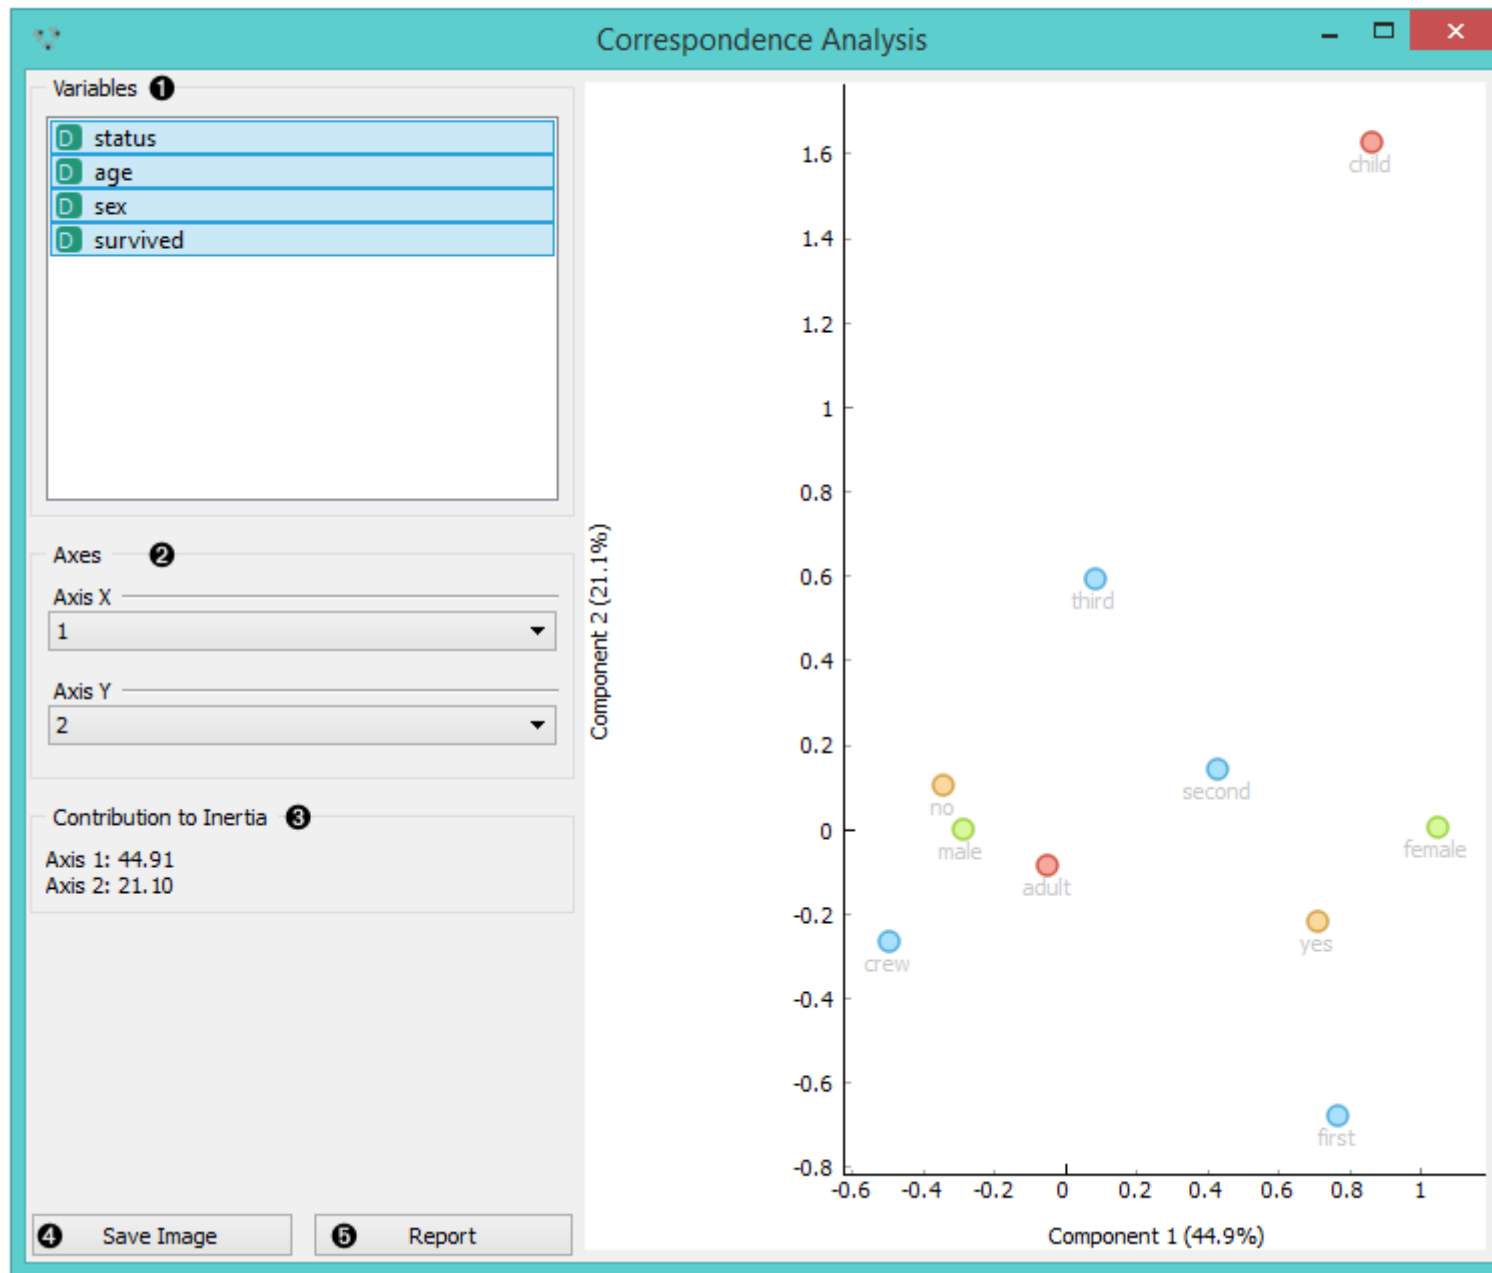 Correspondence Analysis
Variables ❶
D status
D age
D sex
D survived
Axes ❷
Axis X
1
Axis Y
2
Contribution to Inertia ❸
Axis 1: 44.91
Axis 2: 21.10
❹ Save Image
❺ Report
Component 2 (21.1%)
1.6
1.4
1.2
1
0.8
0.6
0.4
0.2
0
-0.2
-0.4
-0.6
-0.8
child
third
second
no
male
female
adult
yes
crew
first
-0.6 -0.4 -0.2 0 0.2 0.4 0.6 0.8 1
Component 1 (44.9%)